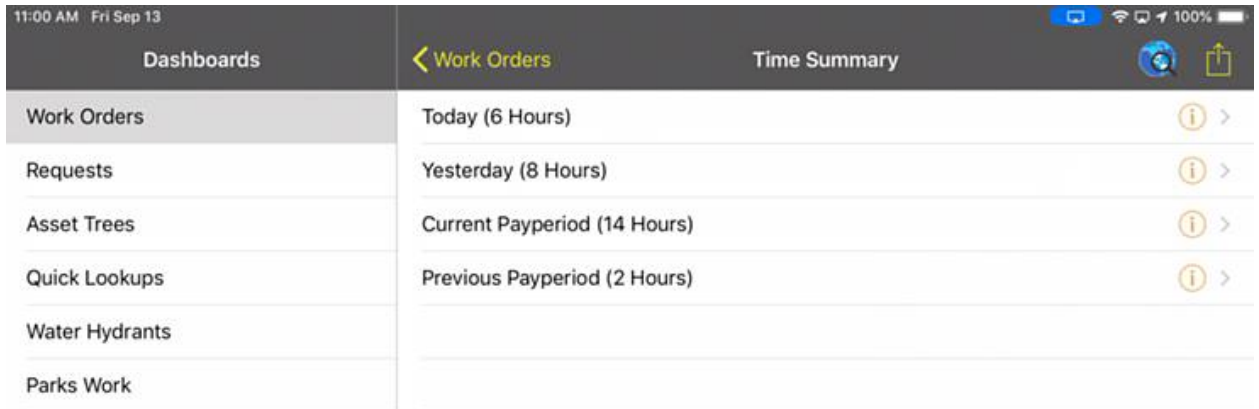 11:00 AM Fri Sep 13
100%
Dashboards
Work Orders
Time Summary
Work Orders
Requests
Asset Trees
Quick Lookups
Water Hydrants
Parks Work
Today (6 Hours)
Yesterday (8 Hours)
Current Payperiod (14 Hours)
Previous Payperiod (2 Hours)